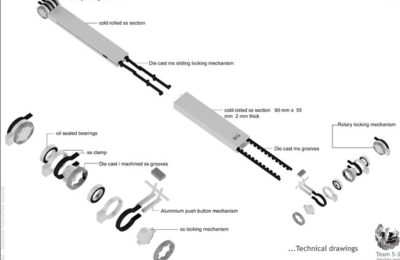 cold rolled ss section
Die cast ms sliding locking mechanism
cold rolled ss section 80 mm x 55
mm 2 mm thick
Rotary locking mechanism
oil seated bearings
ss clamp
Die cast / machined ss grooves
Die cast ms grooves
Aluminium push button mechanism
ss locking mechanism
...Technical drawings
Team 5-3